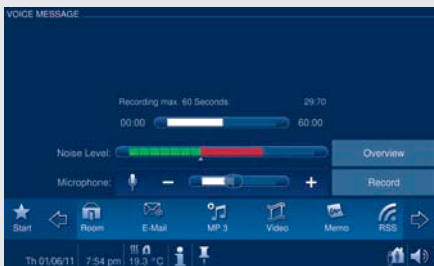 VOICE MESSAGE
Recording max. 60 Seconds: 29:70
00:00 60:00
Noise Level: Overview
Microphone: - + Record
Start Room E-Mail MP 3 Video Memo RSS
Th 01/06/11 7:54 pm 19.3 °C